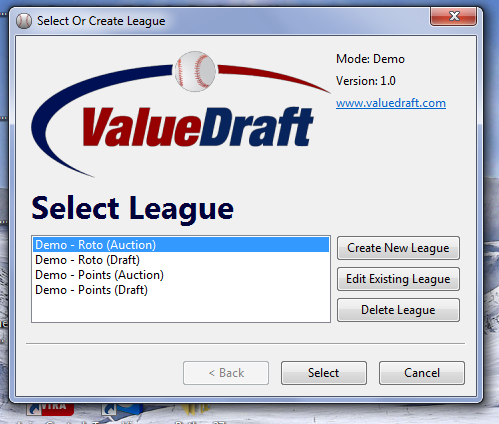 Select Or Create League
Mode: Demo
Version: 1.0
www.valuedraft.com
ValueDraft
Select League
Demo - Roto (Auction)
Demo - Roto (Draft)
Demo - Points (Auction)
Demo - Points (Draft)
Create New League
Edit Existing League
Delete League
< Back
Select
Cancel